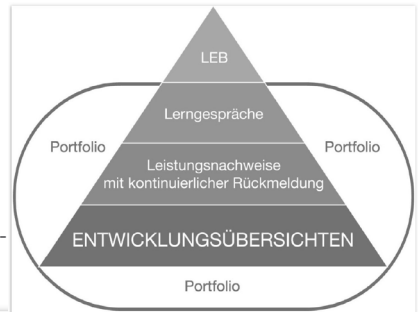 LEB
Lerngespräche
Portfolio
Portfolio
Leistungsnachweise
mit kontinuierlicher Rückmeldung
ENTWICKLUNGSÜBERSICHTEN
Portfolio